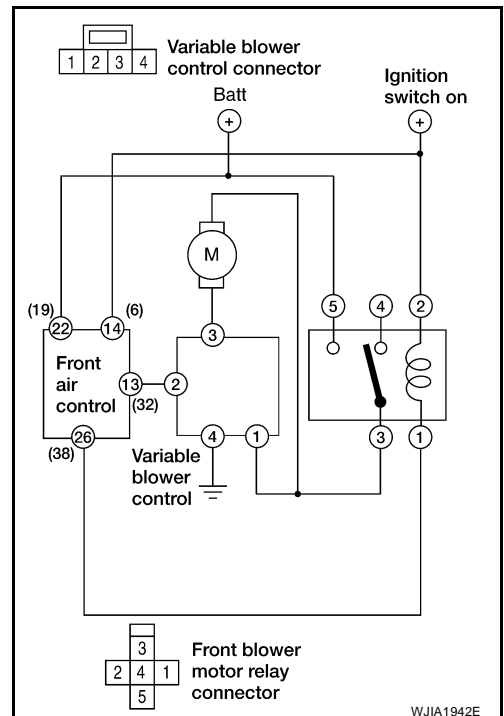 Variable blower
control connector
1 2 3 4
Ignition
switch on
Batt
+
+
M
5 4 2
(19) (6)
22 14
3
Front
air
control
13 2
(32)
26
(38)
4 1
3 1
Variable
blower
control
3
2 4 1
5
Front blower
motor relay
connector
WJIA1942E